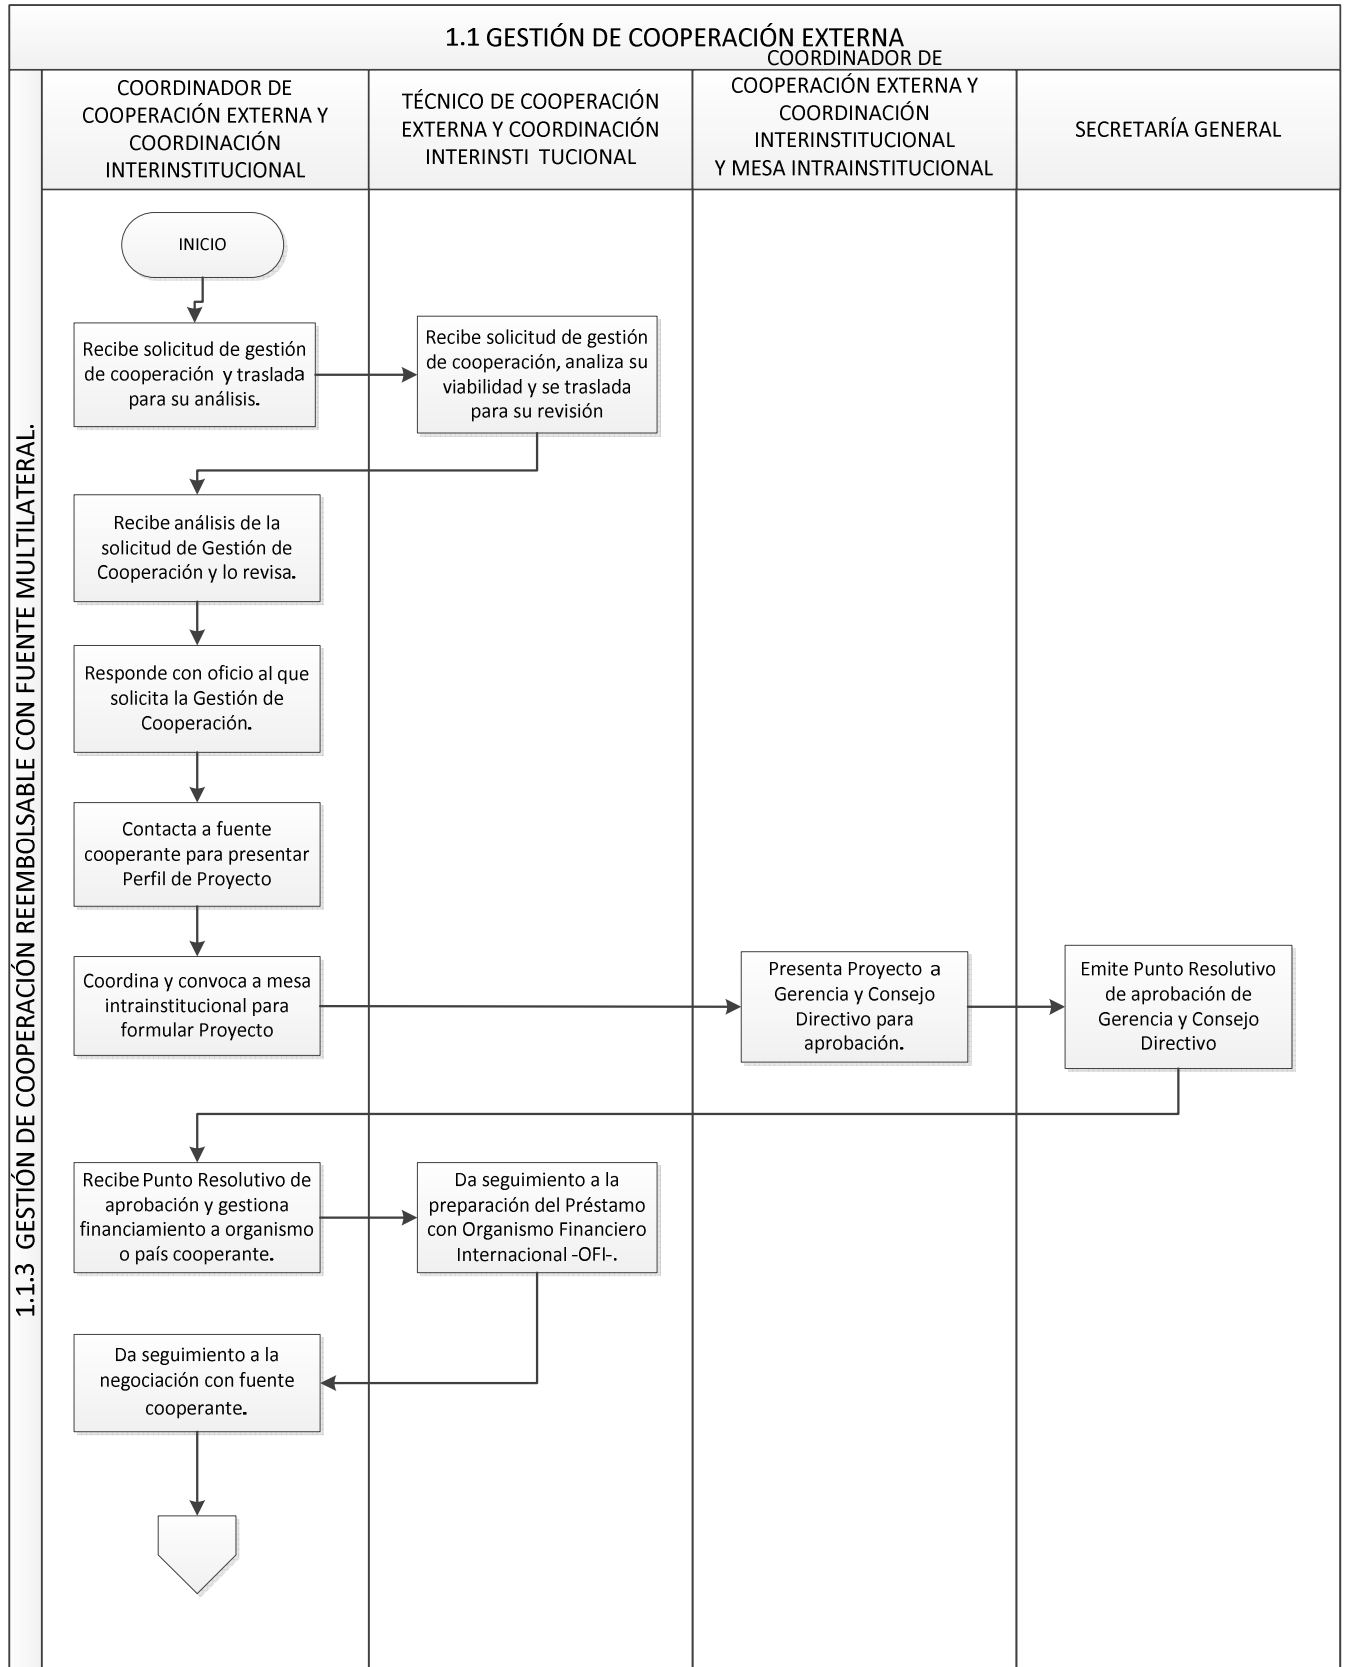 1.1 GESTIÓN DE COOPERACIÓN EXTERNA
1.1.3 GESTIÓN DE COOPERACIÓN REEMBOLSABLE CON FUENTE MULTILATERAL.
COORDINADOR DE
COOPERACIÓN EXTERNA Y
COORDINACIÓN
INTERINSTITUCIONAL
TÉCNICO DE COOPERACIÓN
EXTERNA Y COORDINACIÓN
INTERINSTI TUCIONAL
COORDINADOR DE
COOPERACIÓN EXTERNA Y
COORDINACIÓN
INTERINSTITUCIONAL
Y MESA INTRAINSTITUCIONAL
SECRETARÍA GENERAL
INICIO
Recibe solicitud de gestión
de cooperación y traslada
para su análisis.
Recibe solicitud de gestión
de cooperación, analiza su
viabilidad y se traslada
para su revisión
Recibe análisis de la
solicitud de Gestión de
Cooperación y lo revisa.
Responde con oficio al que
solicita la Gestión de
Cooperación.
Contacta a fuente
cooperante para presentar
Perfil de Proyecto
Coordina y convoca a mesa
intrainstitucional para
formular Proyecto
Presenta Proyecto a
Gerencia y Consejo
Directivo para
aprobación.
Emite Punto Resolutivo
de aprobación de
Gerencia y Consejo
Directivo
Recibe Punto Resolutivo de
aprobación y gestiona
financiamiento a organismo
o país cooperante.
Da seguimiento a la
preparación del Préstamo
con Organismo Financiero
Internacional -OFI-.
Da seguimiento a la
negociación con fuente
cooperante.